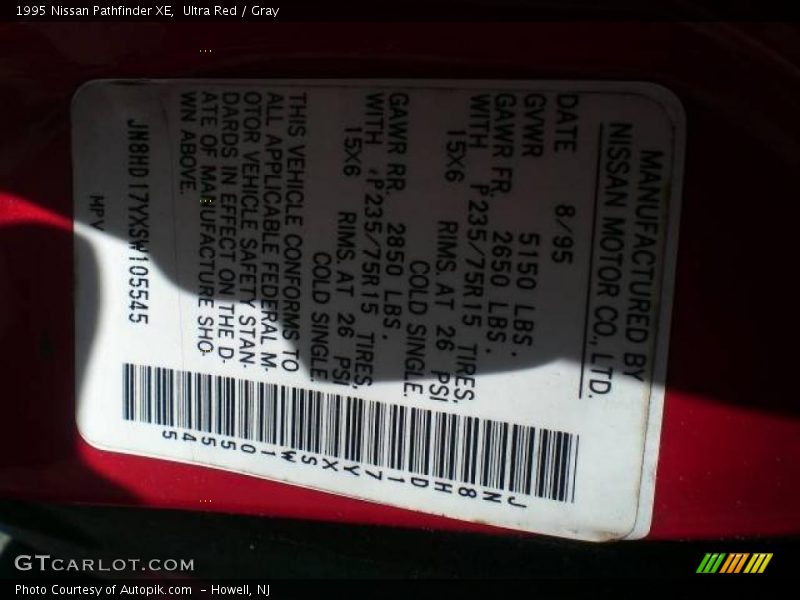 1995 Nissan Pathfinder XE, Ultra Red / Gray
MANUFACTURED BY
NISSAN MOTOR CO., LTD.
DATE 8/95
GVWR 5150 LBS.
GAWR FR. 2650 LBS.
WITH P235/75R15 TIRES,
15X6 RIMS, AT 26 PSI
COLD SINGLE.
GAWR RR. 2850 LBS.
WITH P235/75R15 TIRES,
15X6 RIMS, AT 26 PSI
COLD SINGLE.
THIS VEHICLE CONFORMS TO
ALL APPLICABLE FEDERAL M-
OTOR VEHICLE SAFETY STAN-
DARDS IN EFFECT ON THE D-
ATE OF MANUFACTURE SHO-
WN ABOVE.
JN8HD17YXSW105545
MPV
JN8HD17YXSW105545
GTCARLOT.COM
Photo Courtesy of Autopik.com - Howell, NJ